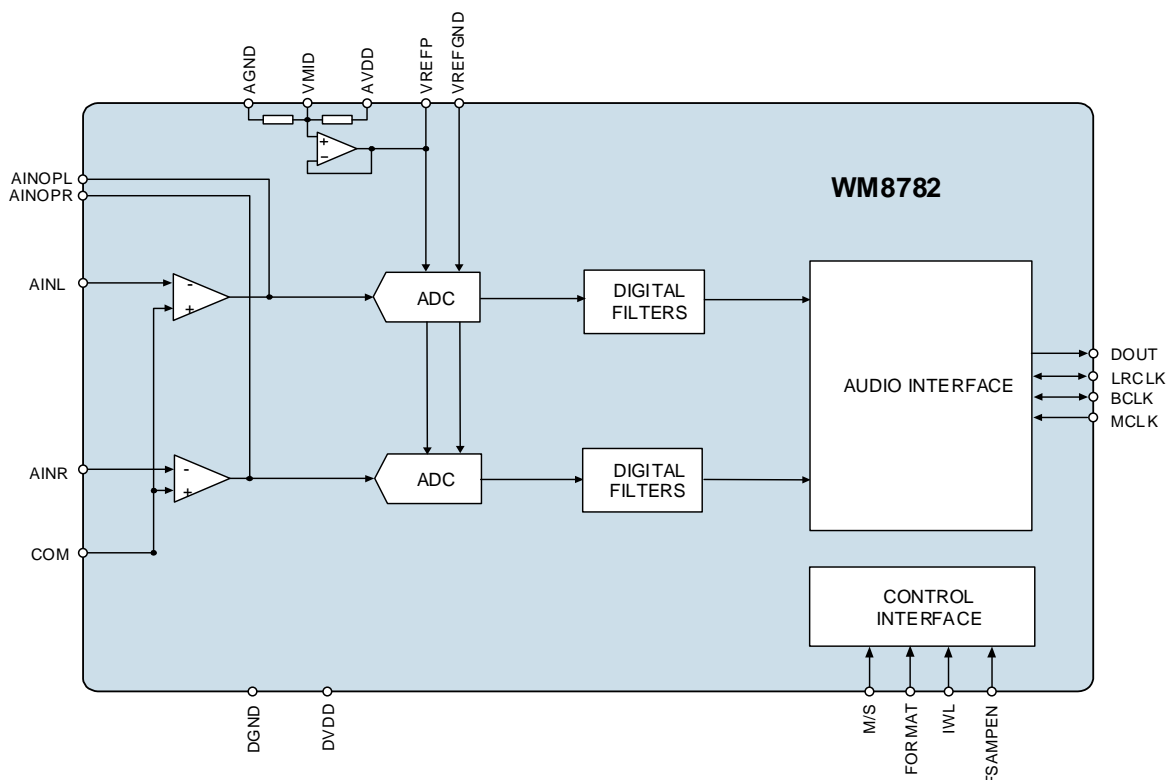 AGND
VMID
AVDD
VREFP
VREFGND
+
-
AINOPL
AINOPR
WM8782
AINL
-
+
ADC
DIGITAL
FILTERS
AUDIO INTERFACE
DOUT
LRCLK
BCLK
MCLK
AINR
-
+
ADC
DIGITAL
FILTERS
COM
CONTROL
INTERFACE
DGND
DVDD
M/S
FORMAT
IWL
FSAMPEN